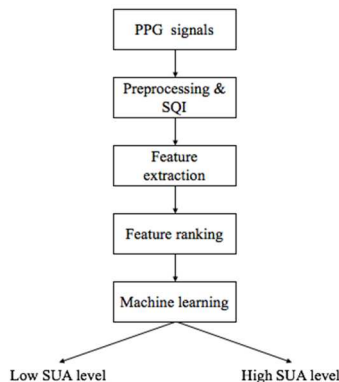 PPG signals
Preprocessing &
SQI
Feature
extraction
Feature ranking
Machine learning
Low SUA level
High SUA level